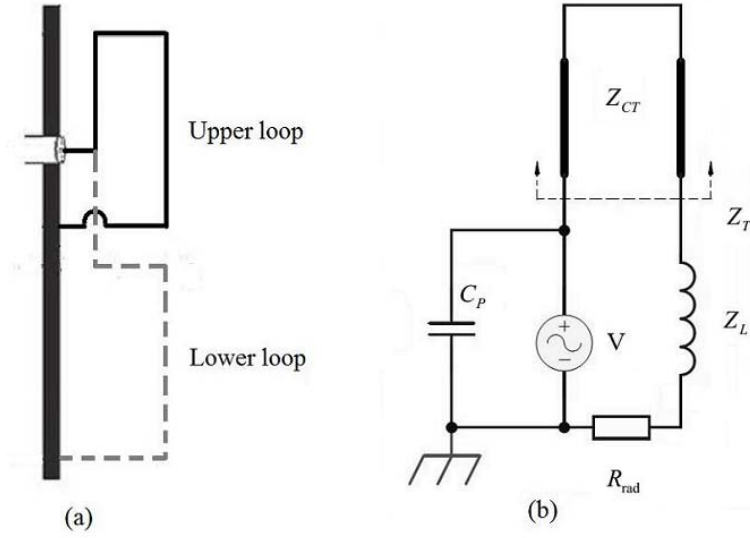 Upper loop
Lower loop
(a)
Z_CT
Z_T
C_P
+
V
−
Z_L
R_rad
(b)